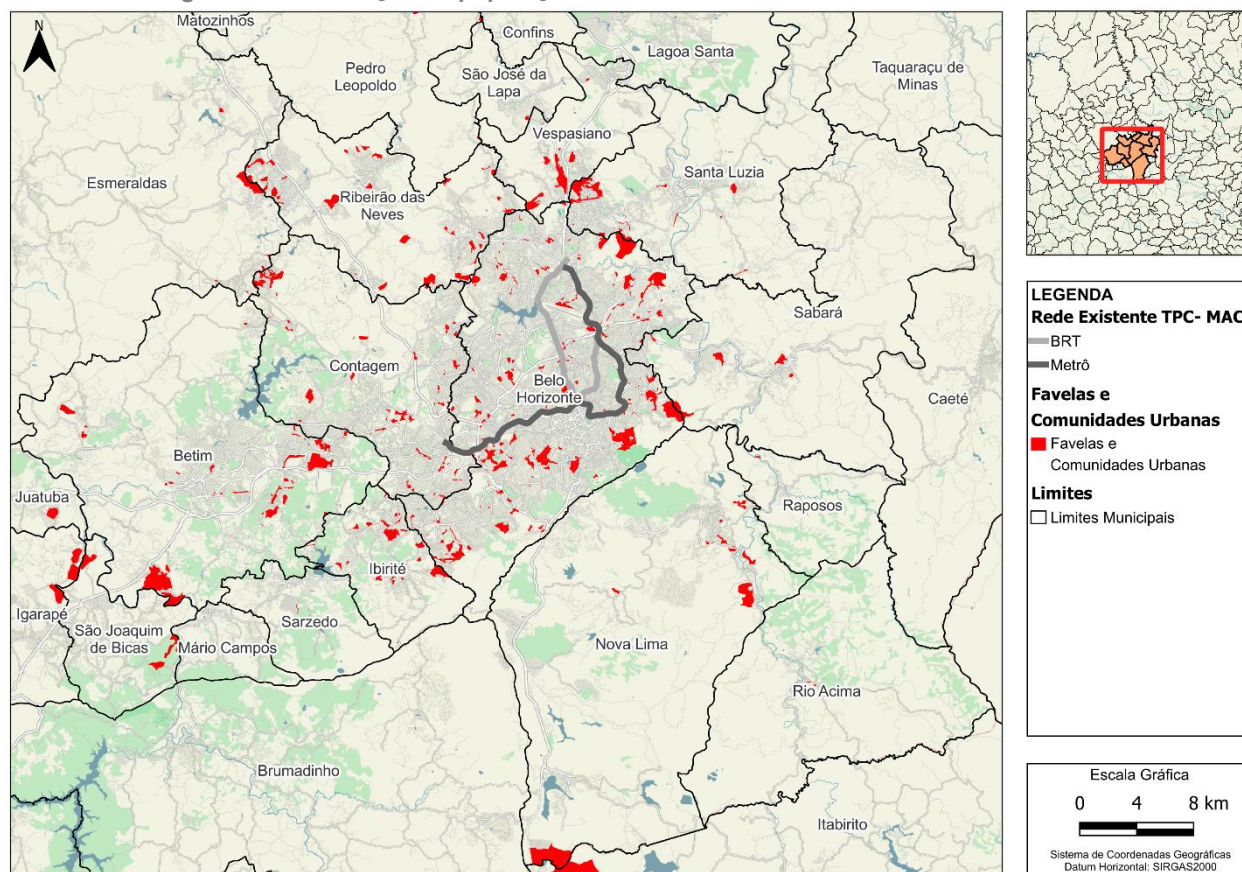 N
Matozinhos
Confins
Lagoa Santa
Pedro
Leopoldo
São José da
Lapa
Taquaraçu de
Minas
Vespasiano
Esmeraldas
Santa Luzia
Ribeirão das
Neves
Sabará
Contagem
Belo
Horizonte
Caeté
Betim
Juatuba
Raposos
Ibirité
Igarapé
São Joaquim
de Bicas
Mário Campos
Sarzedo
Nova Lima
Rio Acima
Brumadinho
Itabirito
LEGENDA
Rede Existente TPC- MAC
BRT
Metrô
Favelas e
Comunidades Urbanas
Favelas e
Comunidades Urbanas
Limites
Limites Municipais
Escala Gráfica
0 4 8 km
Sistema de Coordenadas Geográficas
Datum Horizontal: SIRGAS2000